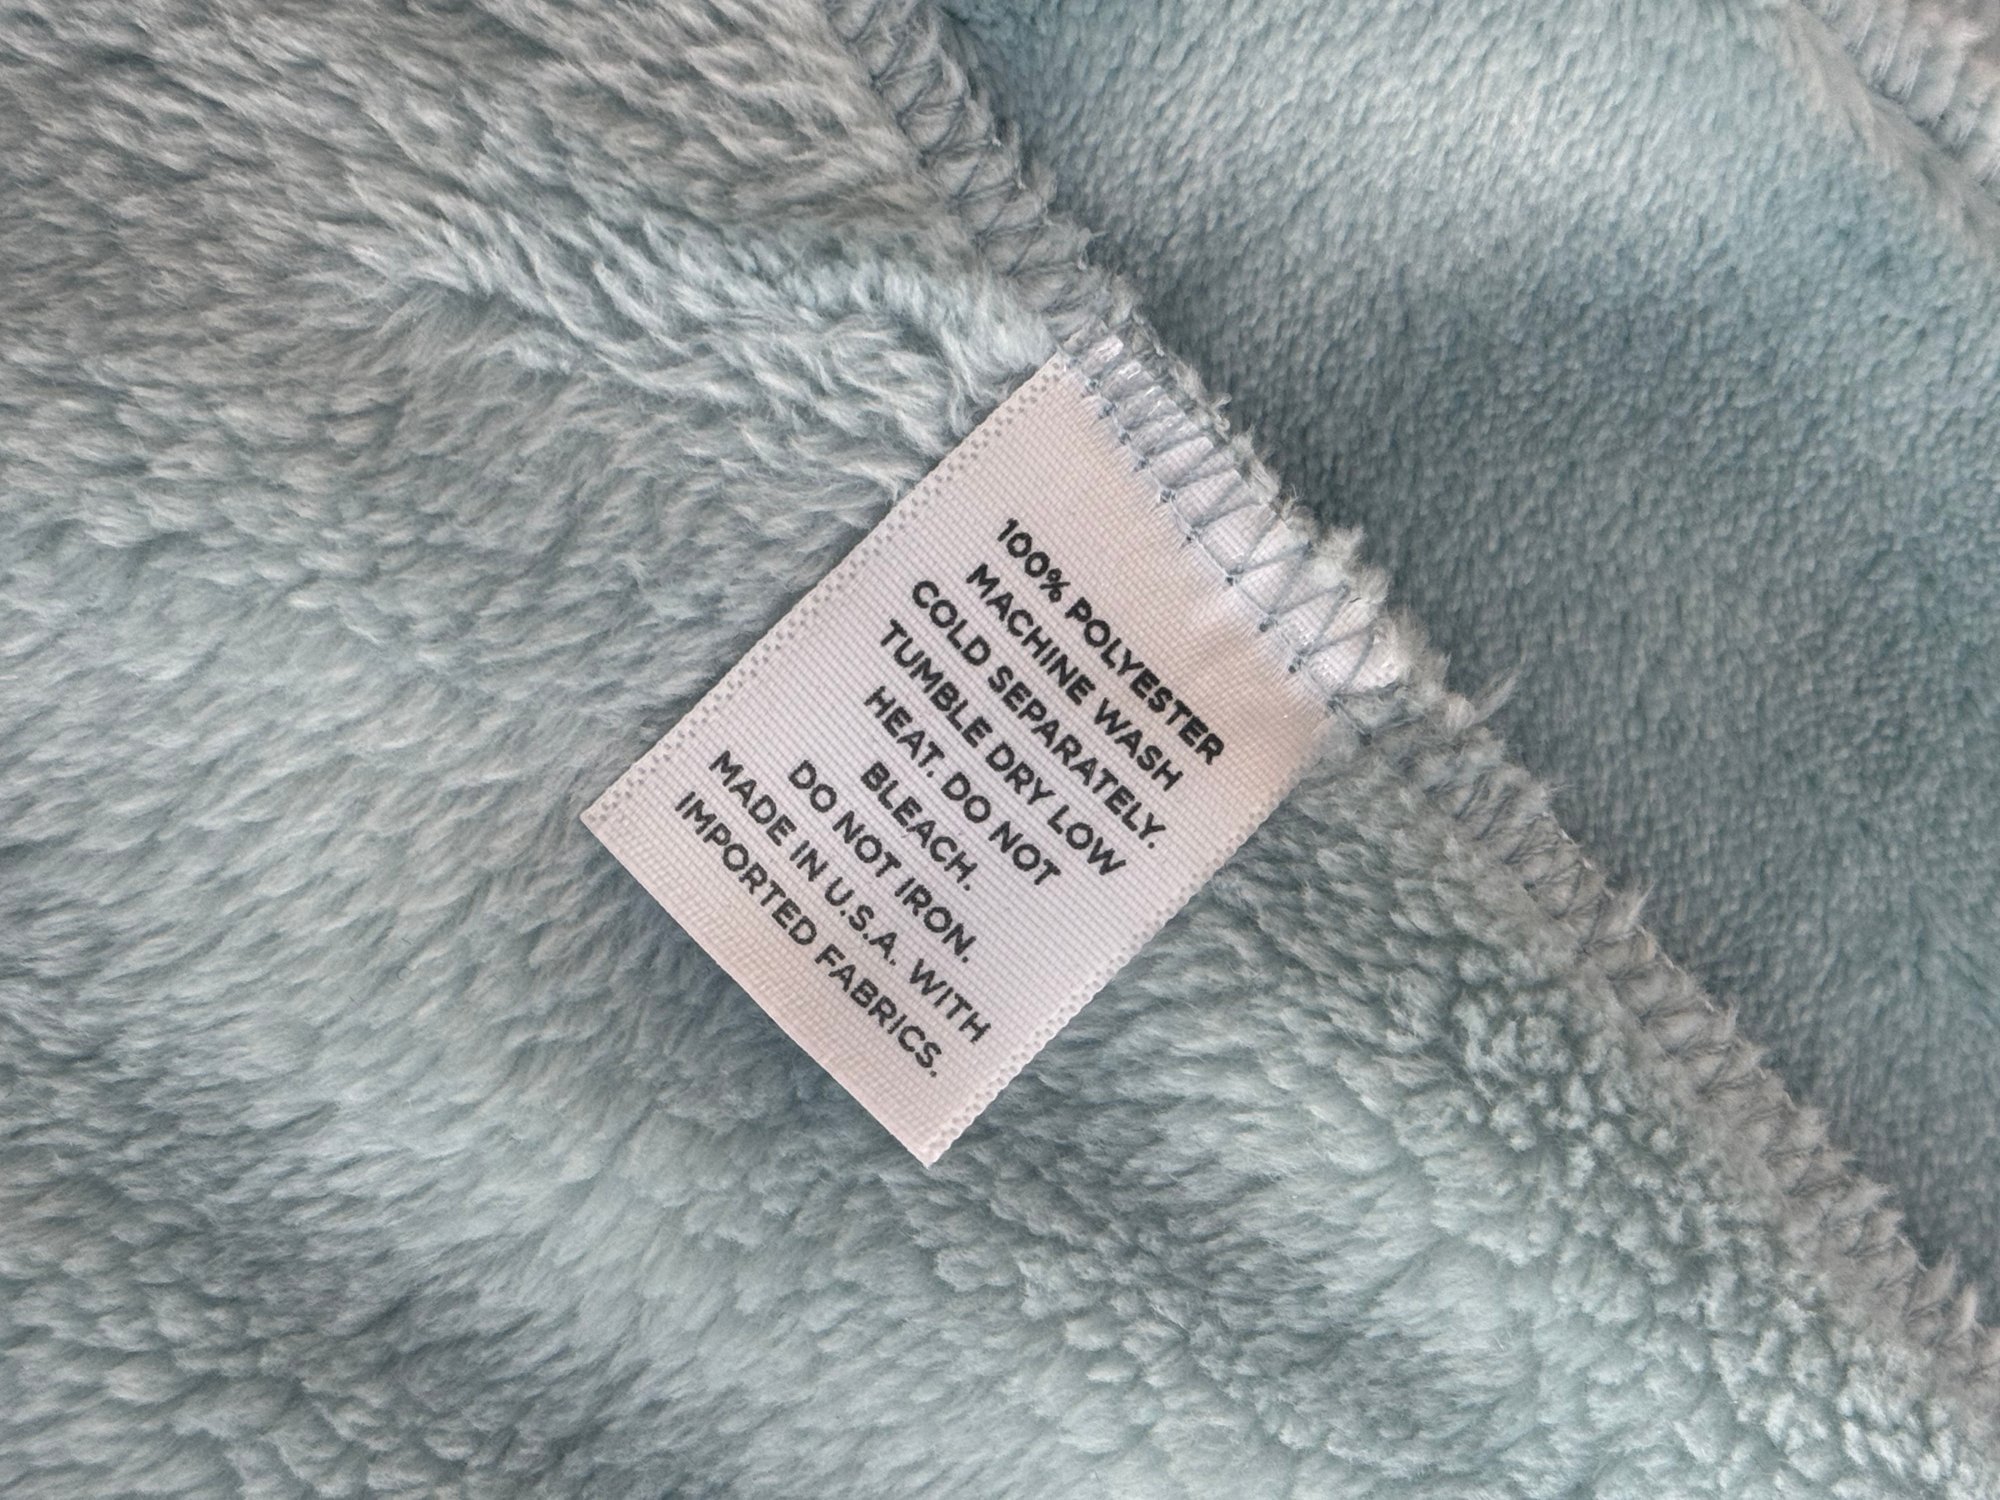 100% POLYESTER
MACHINE WASH
COLD SEPARATELY.
TUMBLE DRY LOW
HEAT. DO NOT
BLEACH.
DO NOT IRON.
MADE IN U.S.A. WITH
IMPORTED FABRICS.